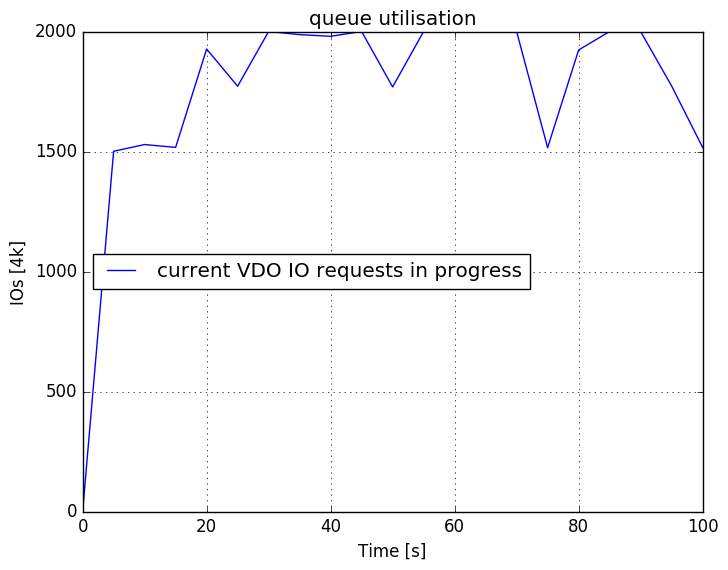 queue utilisation
2000
1500
1000
500
0
IOs [4k]
current VDO IO requests in progress
0 20 40 60 80 100
Time [s]